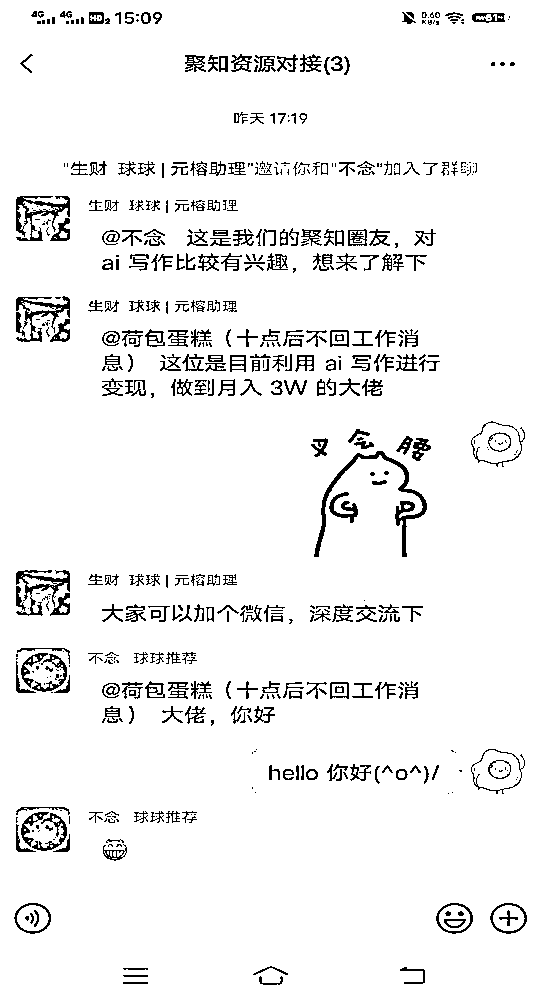 4G 4G HD₂ 15:09 0.60 KB/s 61
聚知资源对接(3)
昨天 17:19
"生财 球球 | 元榕助理"邀请你和"不念"加入了群聊
生财 球球 | 元榕助理
@不念 这是我们的聚知圈友，对
ai 写作比较有兴趣，想来了解下
生财 球球 | 元榕助理
@荷包蛋糕（十点后不回工作消
息） 这位是目前利用 ai 写作进行
变现，做到月入 3W 的大佬
叉会腰
生财 球球 | 元榕助理
大家可以加个微信，深度交流下
不念 球球推荐
@荷包蛋糕（十点后不回工作消
息） 大佬，你好
hello 你好(^o^)/
不念 球球推荐